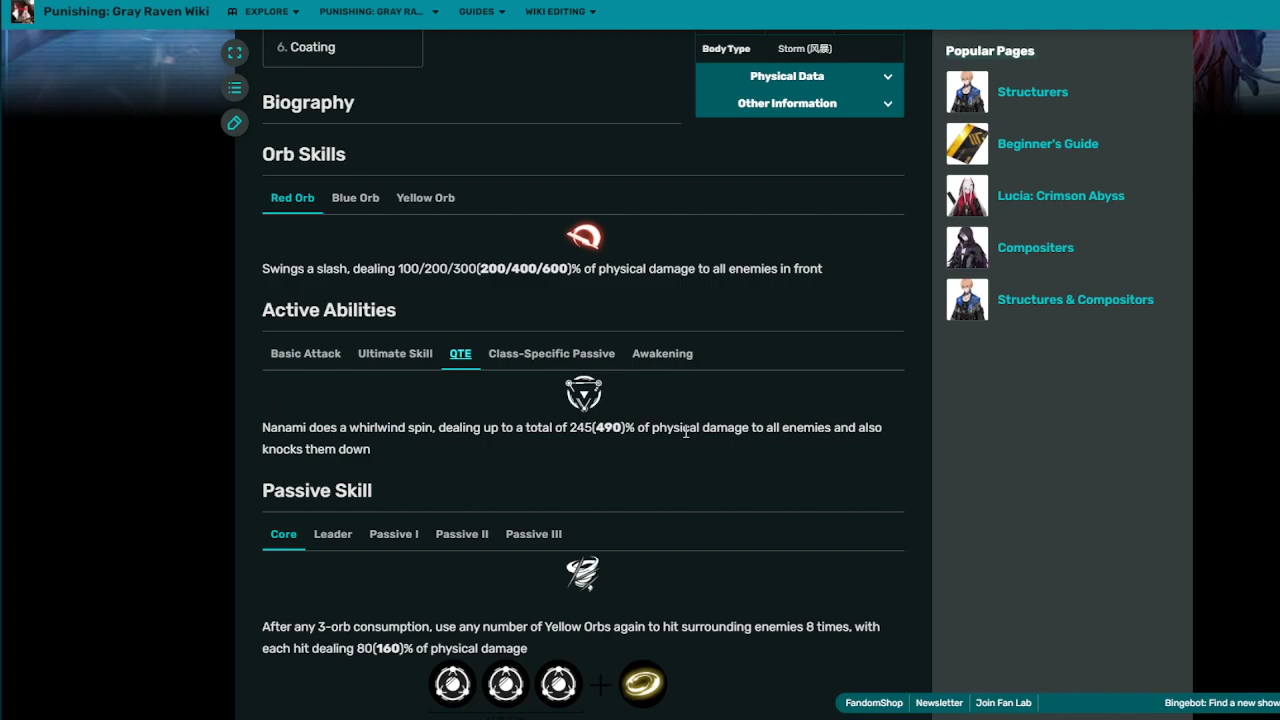 Punishing: Gray Raven Wiki
EXPLORE
PUNISHING: GRAY RA...
GUIDES
WIKI EDITING
6. Coating
Body Type
Storm (风暴)
Physical Data
Other Information
Biography
Orb Skills
Red Orb
Blue Orb
Yellow Orb
Swings a slash, dealing 100/200/300(200/400/600)% of physical damage to all enemies in front
Active Abilities
Basic Attack
Ultimate Skill
QTE
Class-Specific Passive
Awakening
Nanami does a whirlwind spin, dealing up to a total of 245(490)% of physical damage to all enemies and also
knocks them down
Passive Skill
Core
Leader
Passive I
Passive II
Passive III
After any 3-orb consumption, use any number of Yellow Orbs again to hit surrounding enemies 8 times, with
each hit dealing 80(160)% of physical damage
Popular Pages
Structurers
Beginner's Guide
Lucia: Crimson Abyss
Compositers
Structures & Compositors
FandomShop
Newsletter
Join Fan Lab
Bingebot: Find a new show